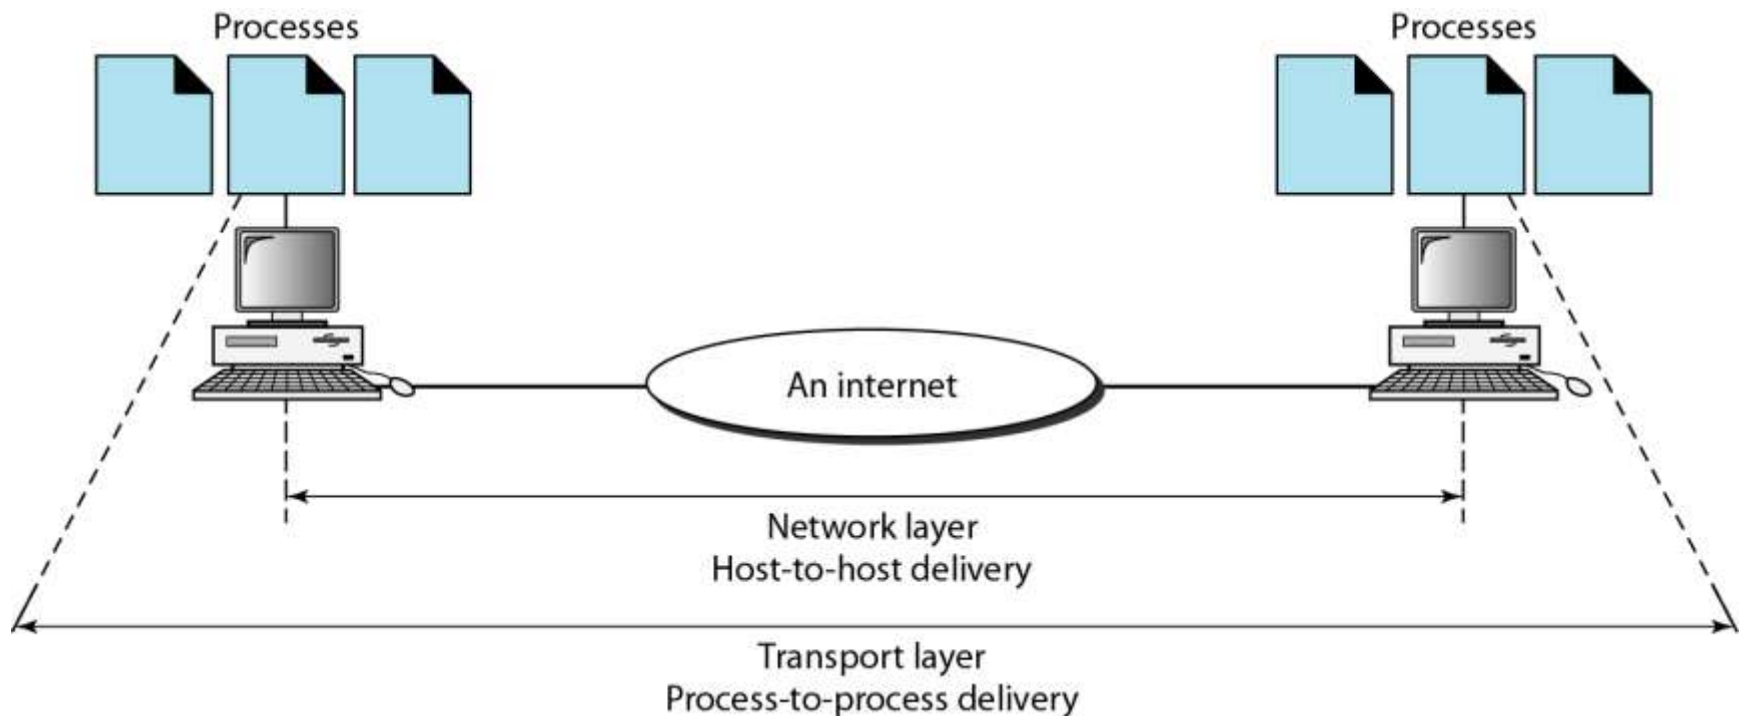 Processes
Processes
An internet
Network layer
Host-to-host delivery
Transport layer
Process-to-process delivery